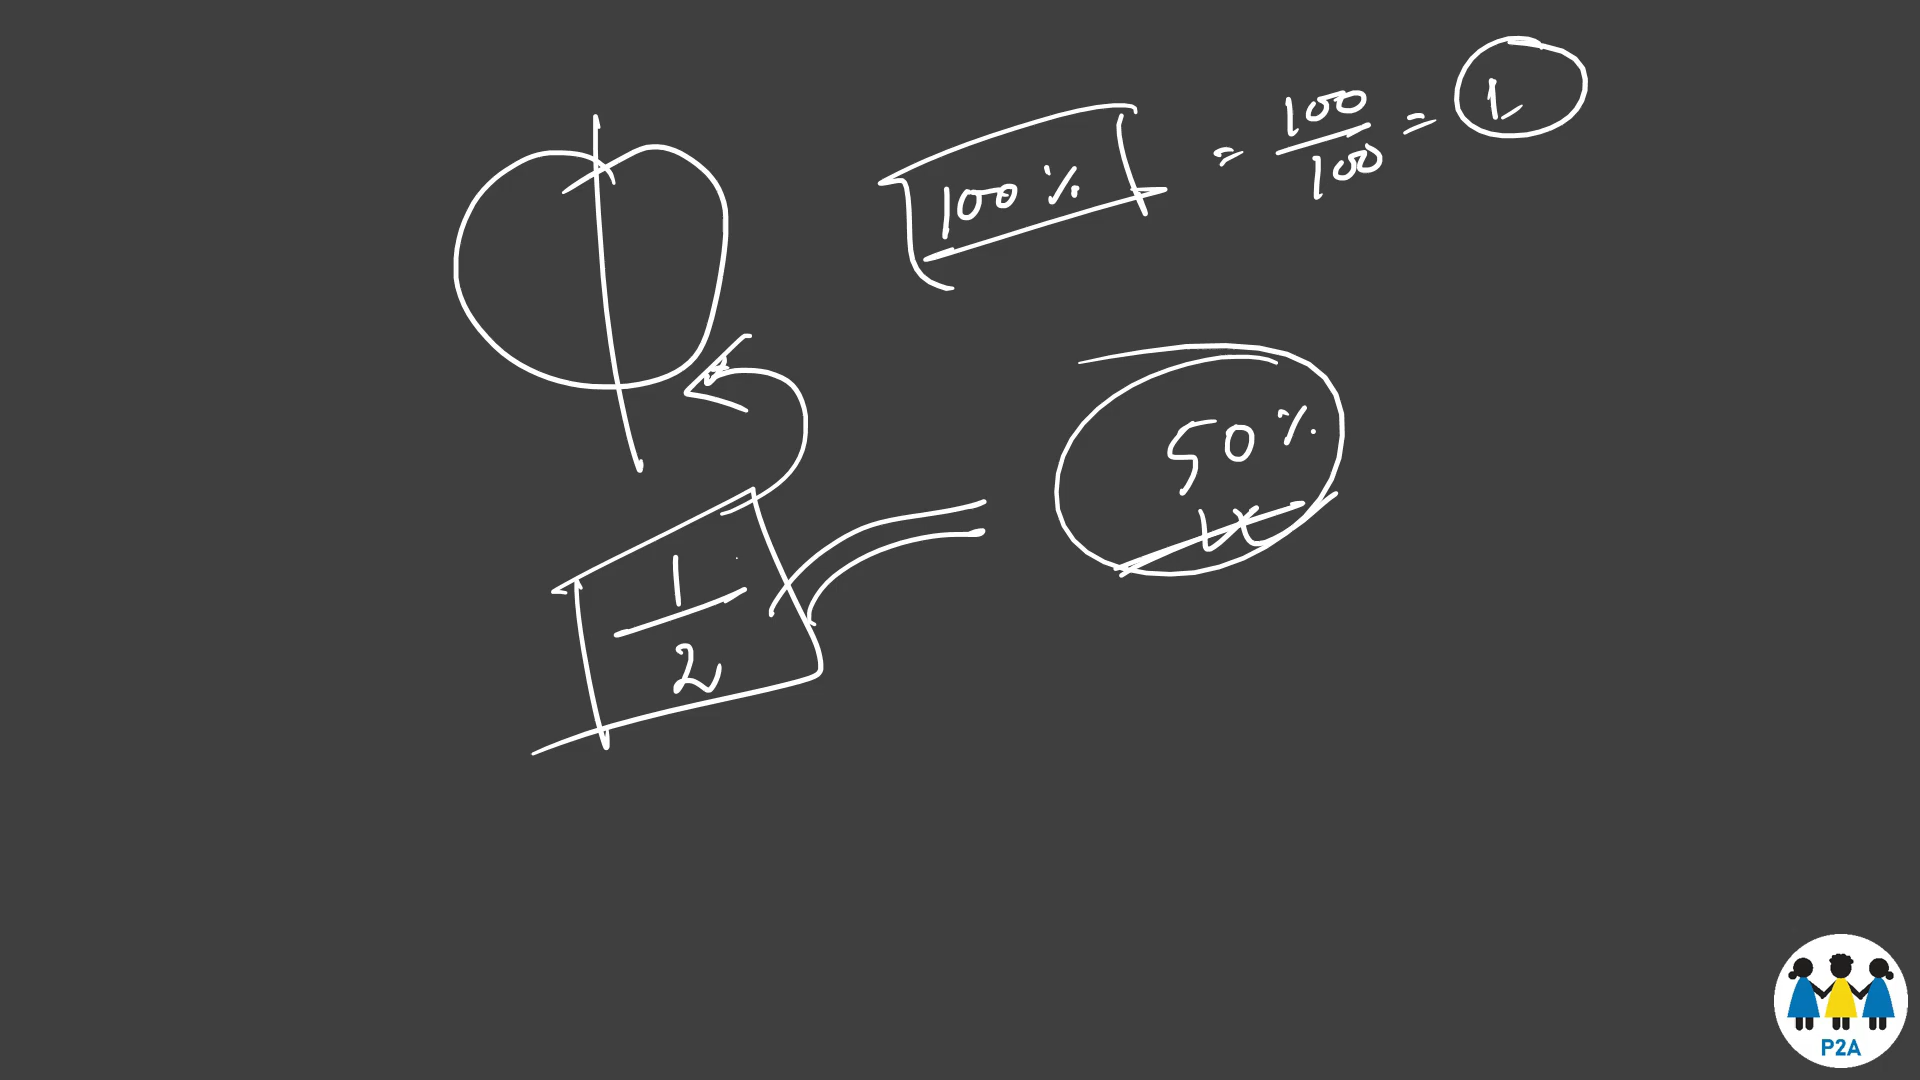 100 % = 100/100 = 1
50 %
1/2
P2A